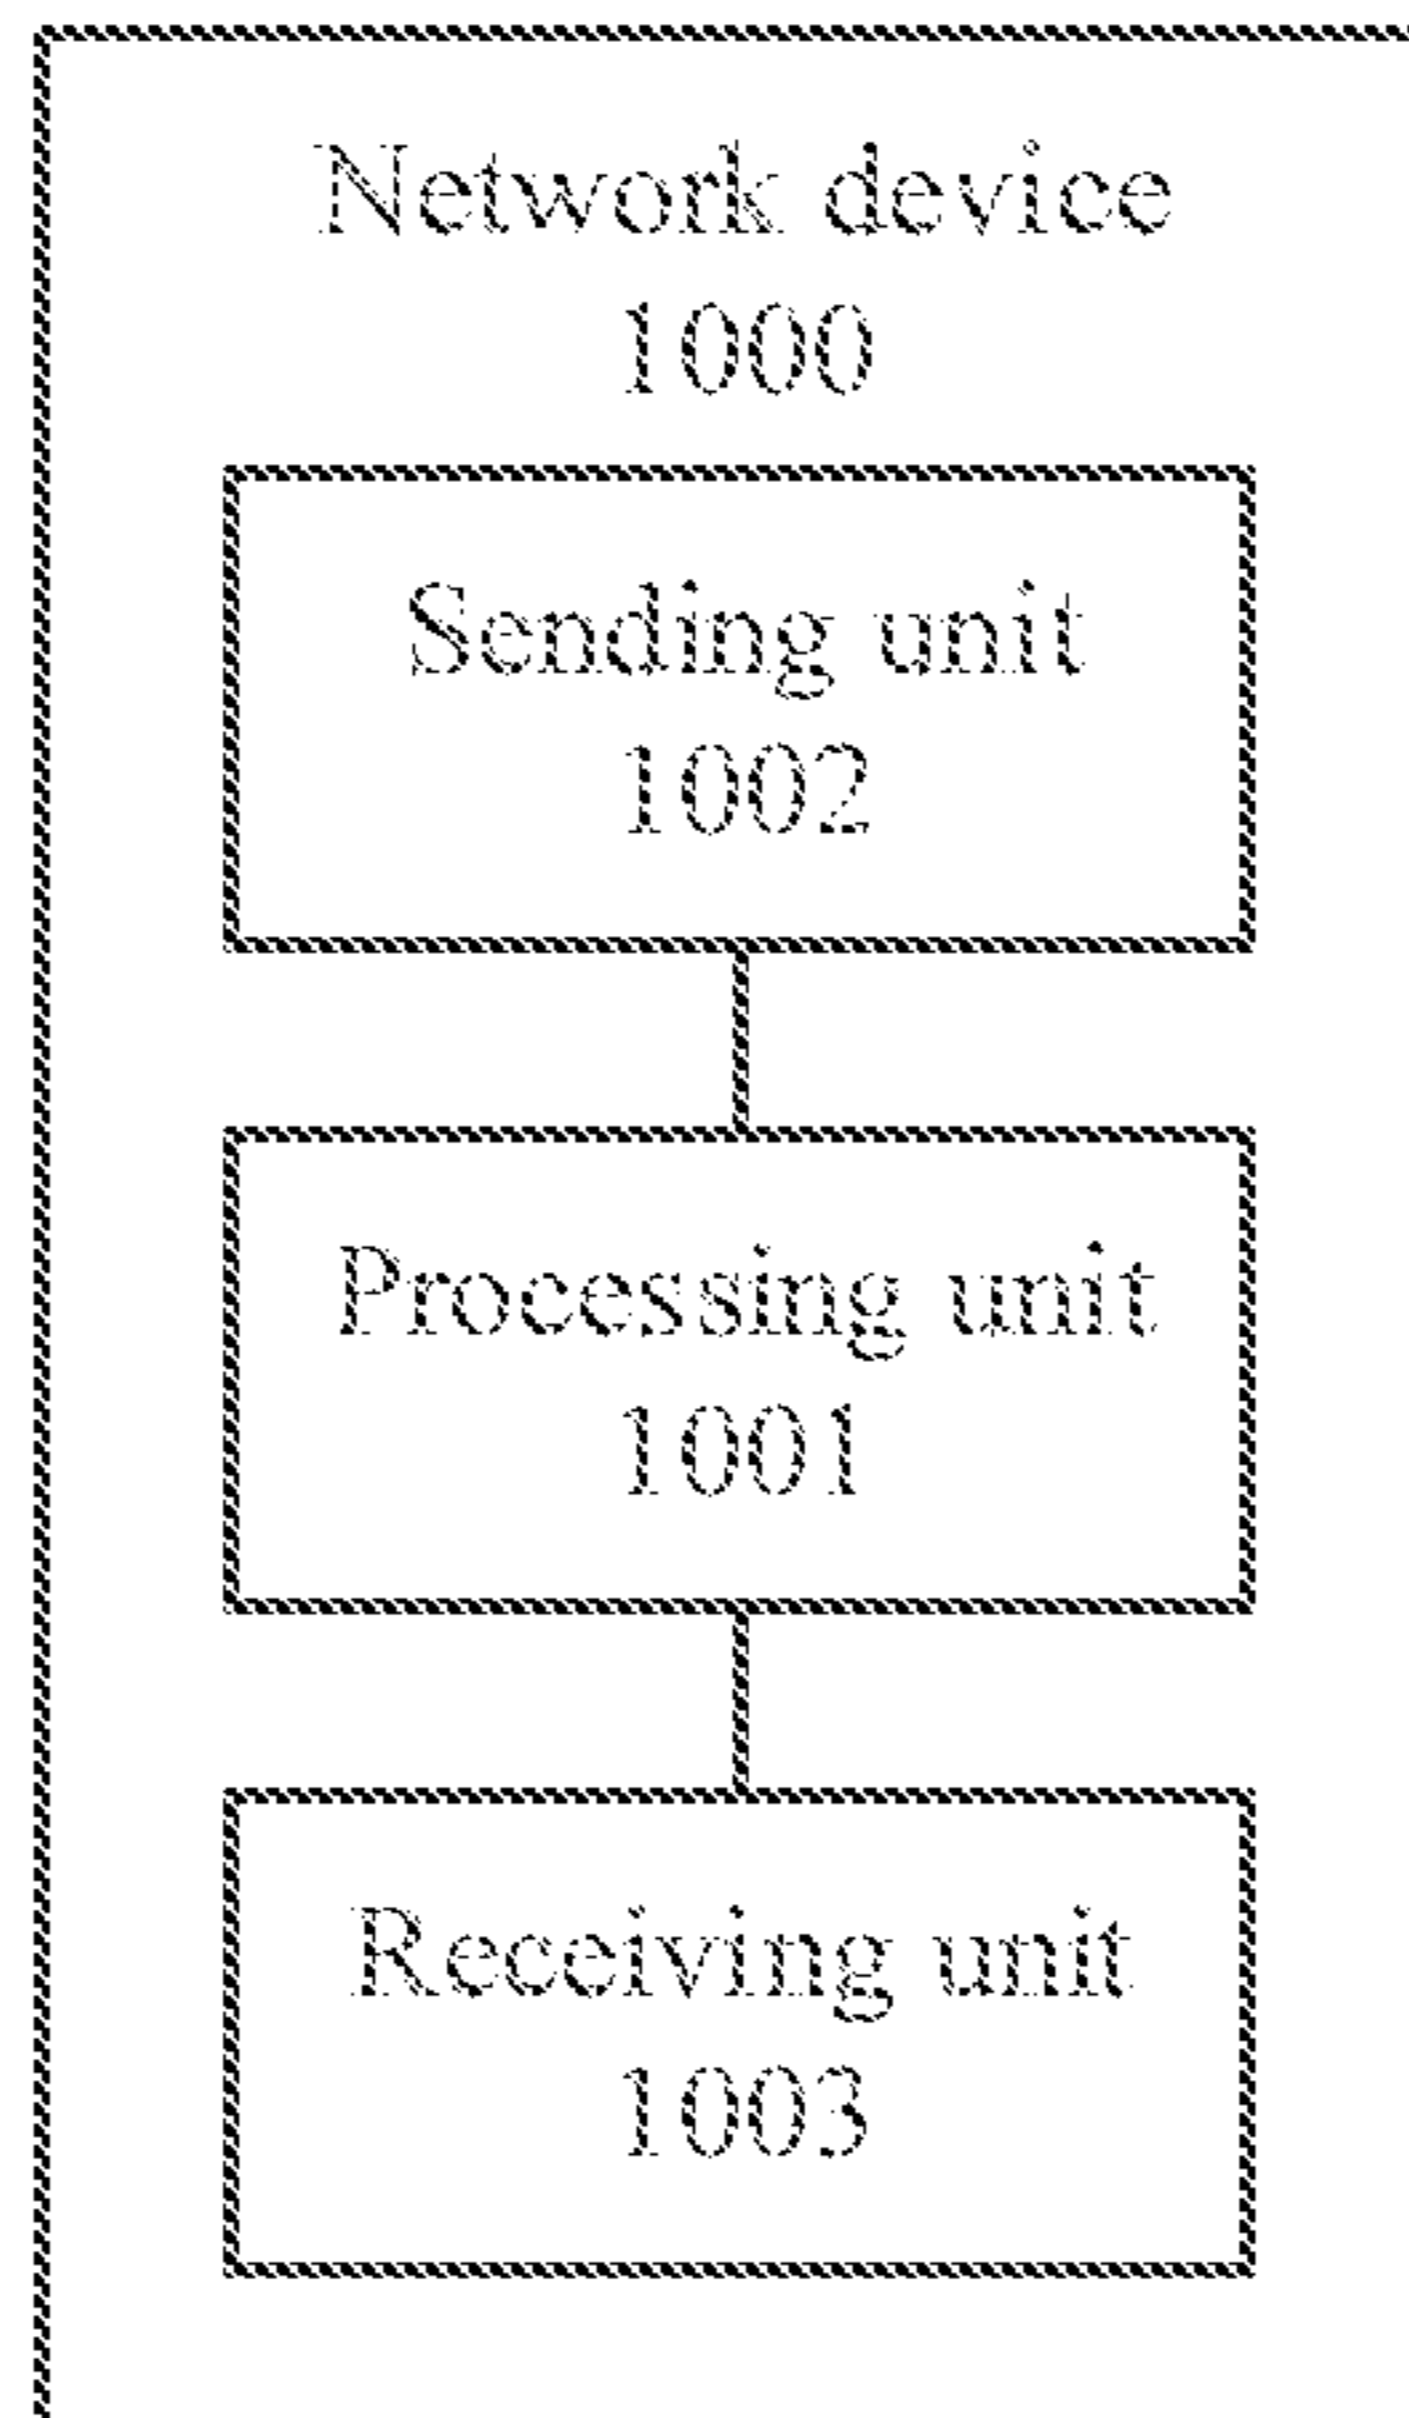 Network device
1000
Sending unit
1002
Processing unit
1001
Receiving unit
1003